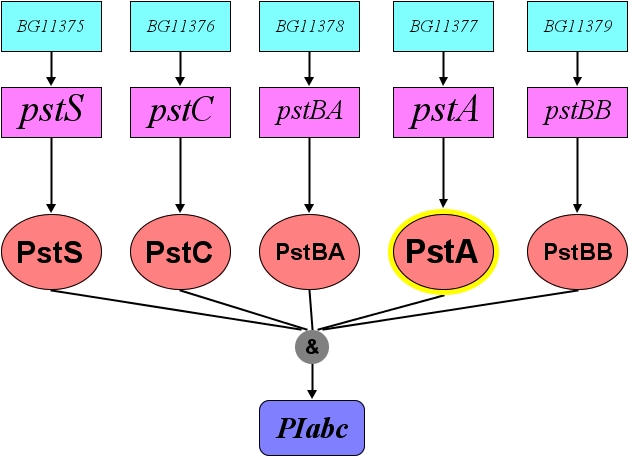 BG11375 BG11376 BG11378 BG11377 BG11379
pstS pstC pstBA pstA pstBB
PstS PstC PstBA PstA PstBB
&
PIabc